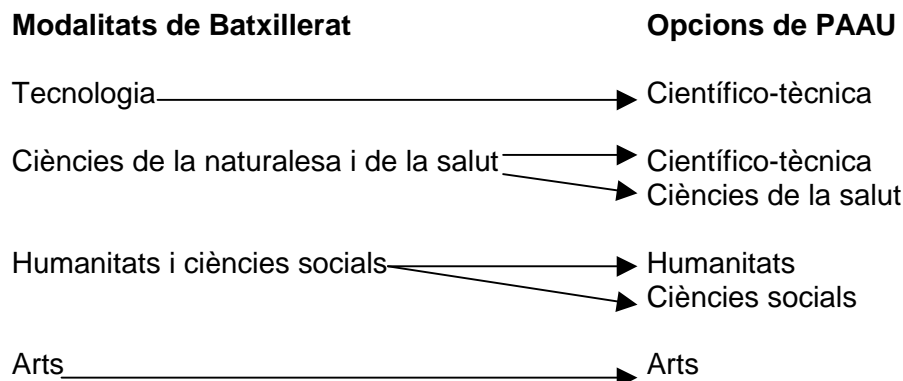 Modalitats de Batxillerat Opcions de PAAU
Tecnologia Científico-tècnica
Ciències de la naturalesa i de la salut Científico-tècnica
Ciències de la salut
Humanitats i ciències socials Humanitats
Ciències socials
Arts Arts